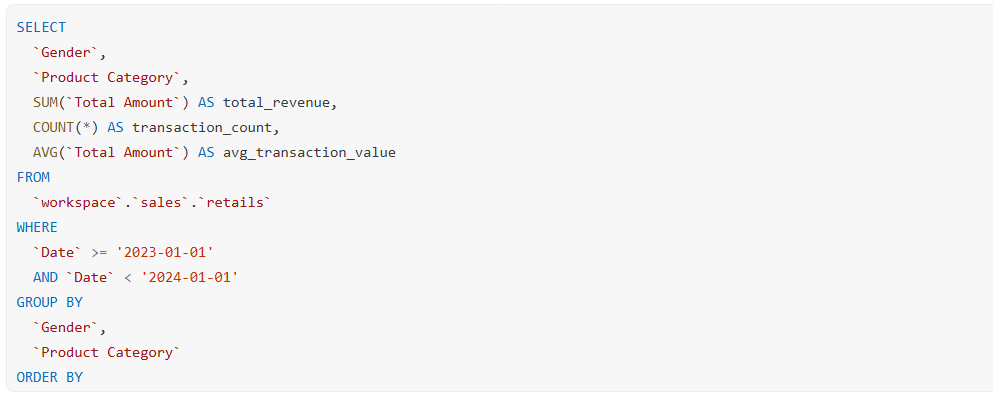 SELECT
  `Gender`,
  `Product Category`,
  SUM(`Total Amount`) AS total_revenue,
  COUNT(*) AS transaction_count,
  AVG(`Total Amount`) AS avg_transaction_value
FROM
  `workspace`.`sales`.`retails`
WHERE
  `Date` >= '2023-01-01'
  AND `Date` < '2024-01-01'
GROUP BY
  `Gender`,
  `Product Category`
ORDER BY